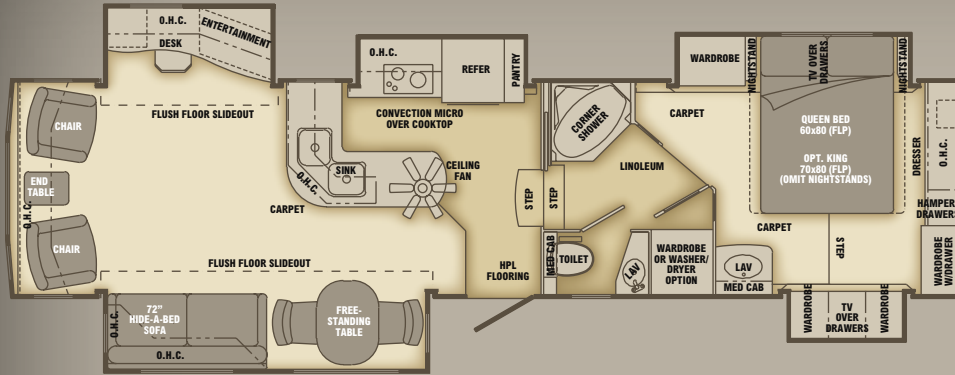 O.H.C.
DESK
ENTERTAINMENT
FLUSH FLOOR SLIDEOUT
CHAIR
END
TABLE
O.H.C.
CHAIR
CARPET
FLUSH FLOOR SLIDEOUT
72"
HIDE-A-BED
SOFA
O.H.C.
O.H.C.
FREE-
STANDING
TABLE
O.H.C.
REFER
PANTRY
CONVECTION MICRO
OVER COOKTOP
SINK
O.H.C.
CEILING
FAN
HPL
FLOORING
STEP
STEP
CORNER
SHOWER
LINOLEUM
MED CAB
TOILET
LAV
WARDROBE
OR WASHER/
DRYER
OPTION
WARDROBE
NIGHTSTAND
TV OVER
DRAWERS
NIGHTSTAND
CARPET
QUEEN BED
60x80 (FLP)
OPT. KING
70x80 (FLP)
(OMIT NIGHTSTANDS)
DRESSER
O.H.C.
HAMPER
DRAWERS
CARPET
STEP
LAV
MED CAB
WARDROBE
W/DRAWER
WARDROBE
TV
OVER
DRAWERS
WARDROBE